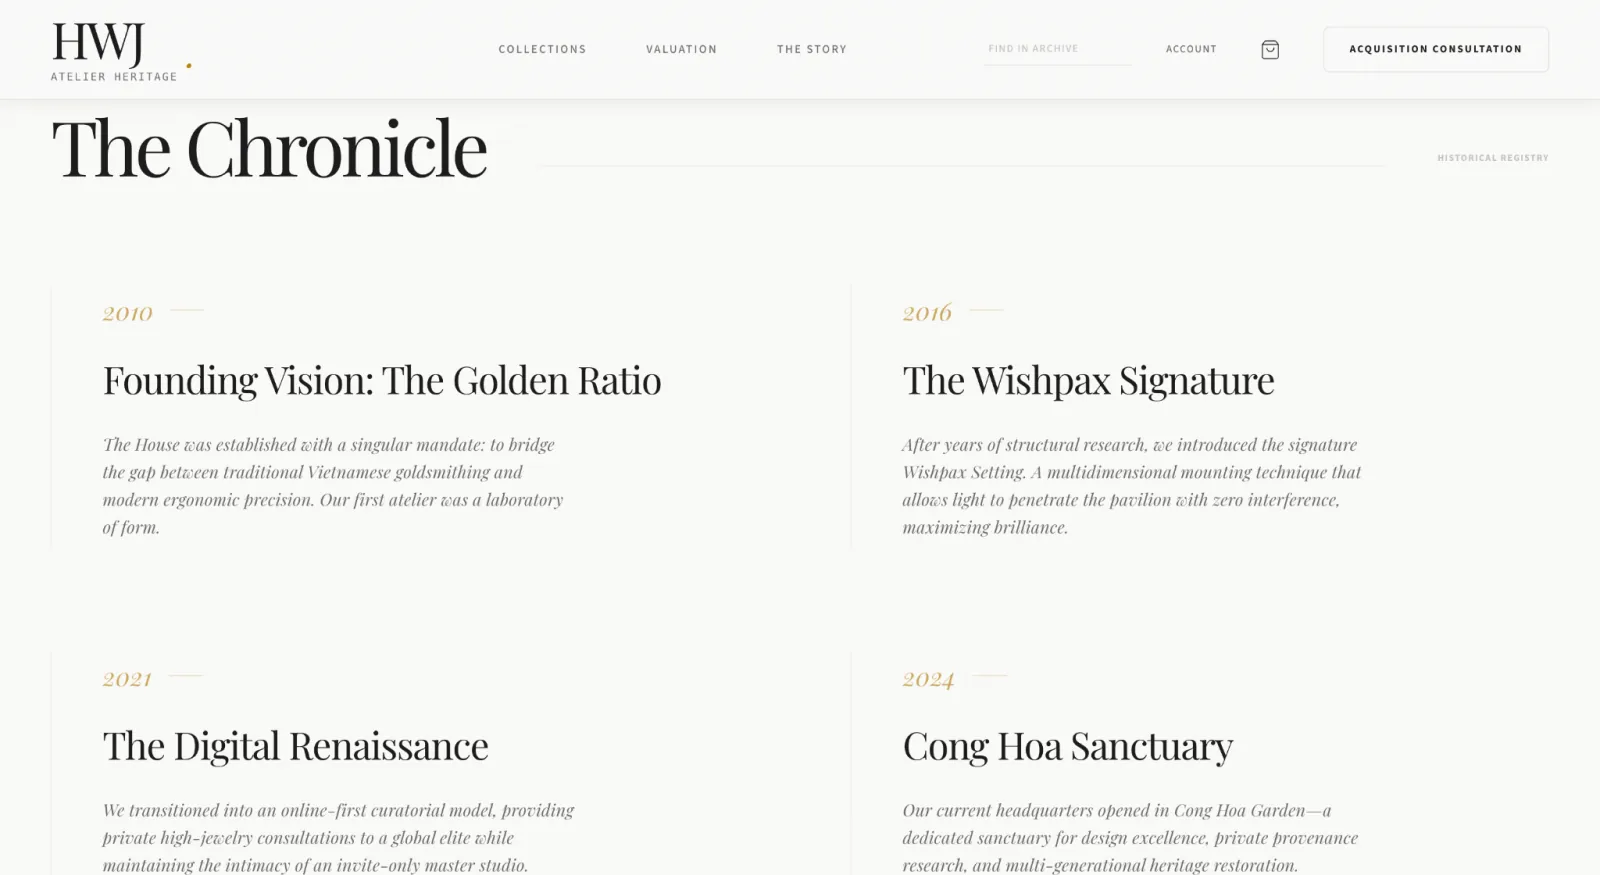 HWJ
ATELIER HERITAGE
COLLECTIONS
VALUATION
THE STORY
FIND IN ARCHIVE
ACCOUNT
ACQUISITION CONSULTATION
The Chronicle
HISTORICAL REGISTRY
2010
Founding Vision: The Golden Ratio
The House was established with a singular mandate: to bridge
the gap between traditional Vietnamese goldsmithing and
modern ergonomic precision. Our first atelier was a laboratory
of form.
2016
The Wishpax Signature
After years of structural research, we introduced the signature
Wishpax Setting. A multidimensional mounting technique that
allows light to penetrate the pavilion with zero interference,
maximizing brilliance.
2021
The Digital Renaissance
We transitioned into an online-first curatorial model, providing
private high-jewelry consultations to a global elite while
maintaining the intimacy of an invite-only master studio.
2024
Cong Hoa Sanctuary
Our current headquarters opened in Cong Hoa Garden—a
dedicated sanctuary for design excellence, private provenance
research, and multi-generational heritage restoration.